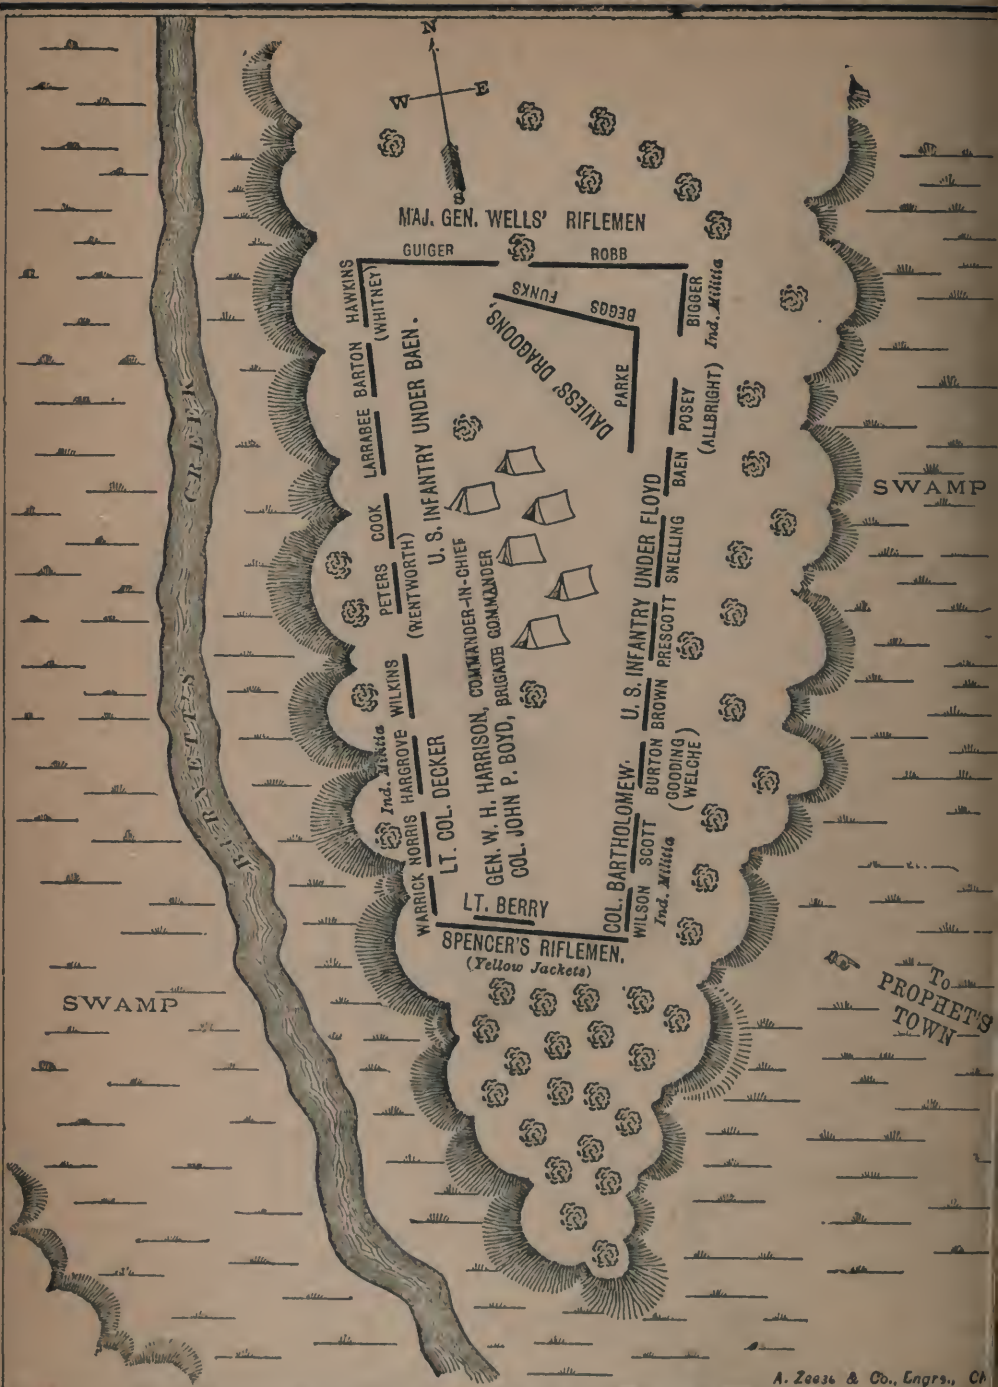 N
W E
S
MAJ. GEN. WELLS' RIFLEMEN
GUIGER
ROBB
HAWKINS
(WHITNEY)
BARTON
LARRABEE
COOK
PETERS
(WENTWORTH)
WILKINS
HARGROVE
NORRIS
WARRICK
Ind. Militia
U. S. INFANTRY UNDER BAEN.
FUNKS
BEGGS
PARKE
DAVIESS' DRAGOONS,
BIGGER
Ind. Militia
POSEY
(ALLBRIGHT)
BAEN
SNELLING
PRESCOTT
BROWN
BURTON
(GOODING
WELCHE)
SCOTT
WILSON
Ind. Militia
U. S. INFANTRY UNDER FLOYD
COL. BARTHOLOMEW.
LT. COL. DECKER
GEN. W. H. HARRISON, COMMANDER-IN-CHIEF
COL. JOHN P. BOYD, BRIGADE COMMANDER
LT. BERRY
SPENCER'S RIFLEMEN.
(Yellow Jackets)
BURNETT'S CREEK
SWAMP
SWAMP
To
PROPHET'S
TOWN
A. Zeese & Co., Engrs.,